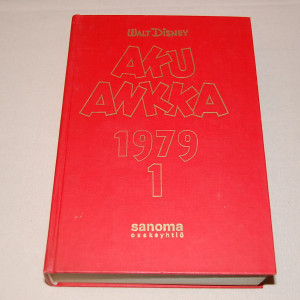 WALT DISNEY
AKU
ANKKA
1979
1
sanoma
osakeyhtiö